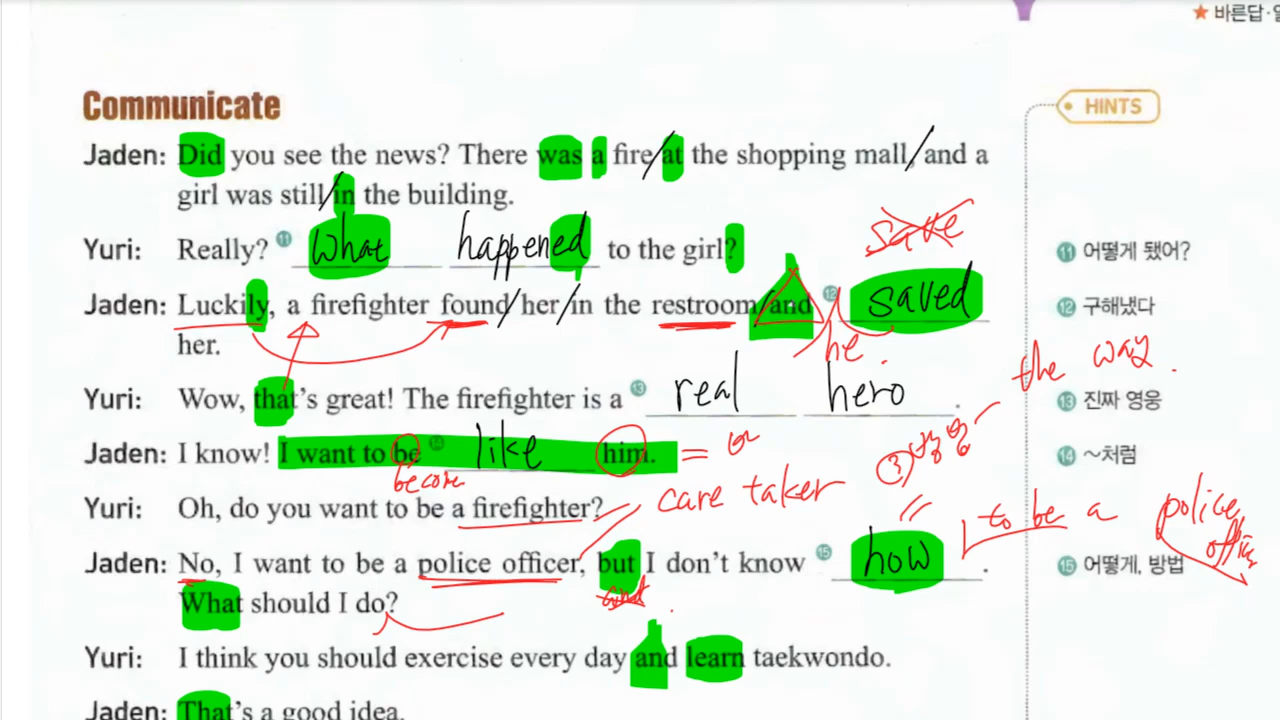 ★ 바른답·
Communicate
HINTS
Jaden: Did you see the news? There was a fire/at the shopping mall,/and a
girl was still/in the building.
save
Yuri: Really? ⑪ What happened to the girl?
⑪ 어떻게 됐어?
Jaden: Luckily, a firefighter found/her/in the restroom/and ⑫ saved
⑫ 구해냈다
her.
he
the way.
Yuri: Wow, that's great! The firefighter is a ⑬ real hero.
⑬ 진짜 영웅
Jaden: I know! I want to be ⑭ like him. =
⑭ ~처럼
become
care taker
Yuri: Oh, do you want to be a firefighter?
to be a police
Jaden: No, I want to be a police officer, but I don't know ⑮ how.
⑮ 어떻게, 방법
What should I do?
Yuri: I think you should exercise every day and learn taekwondo.
Jaden: That's a good idea.